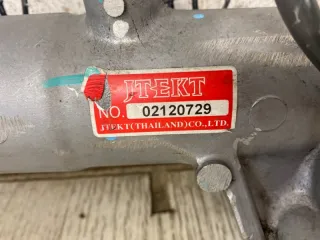 JTEKT
NO. 02120729
JTEKT(THAILAND)CO.,LTD.